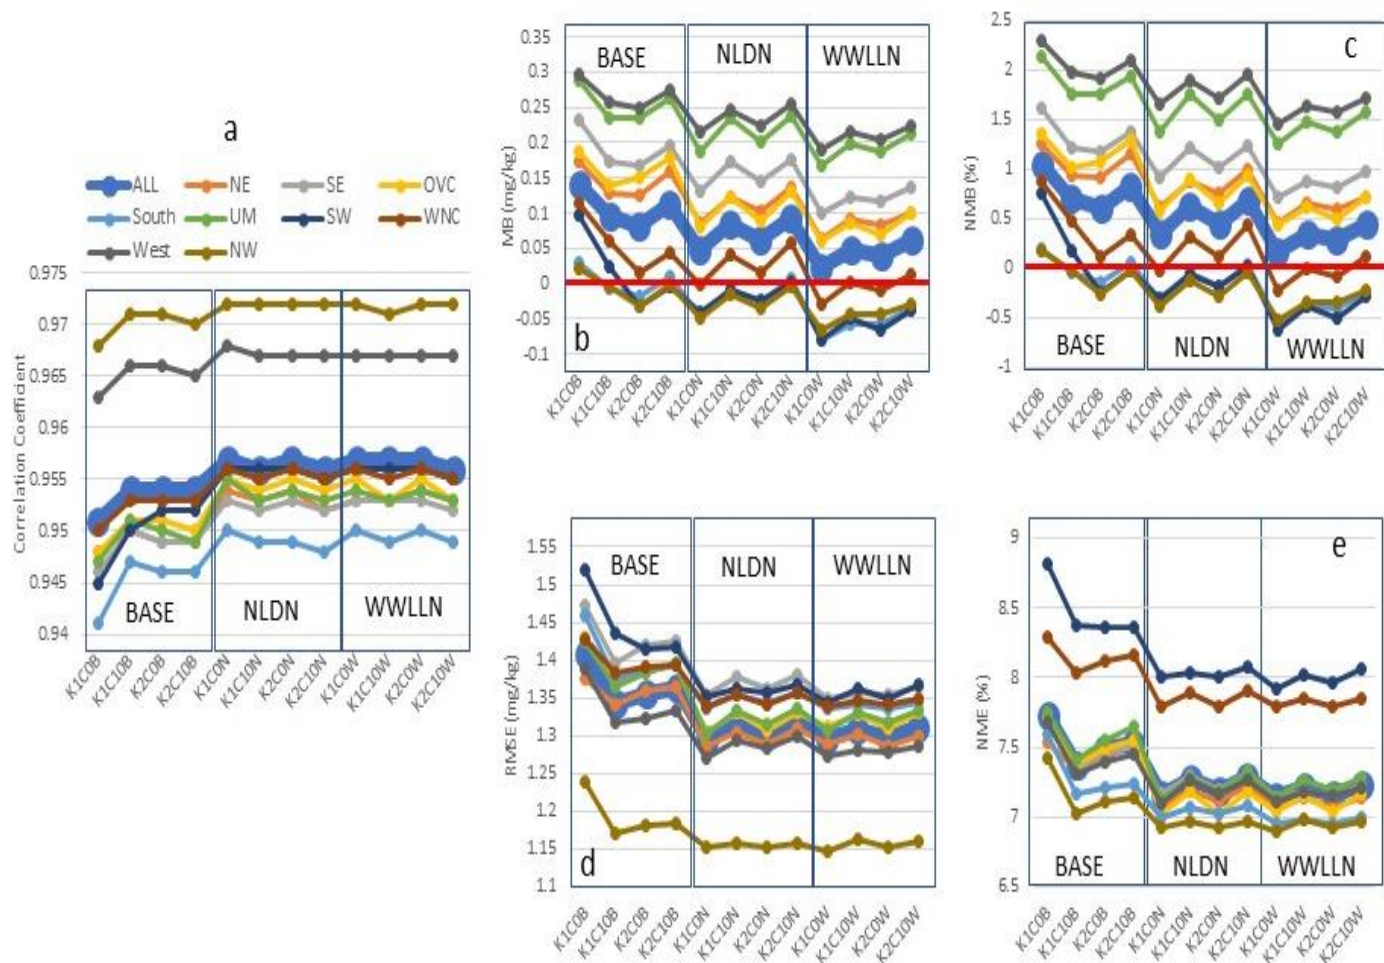 a
ALL NE SE OVC
South UM SW WNC
West NW
Correlation Coefficient
0.975
0.97
0.965
0.96
0.955
0.95
0.945
0.94
BASE NLDN WWLLN
K1C0B K1C10B K2C0B K2C10B K1C0N K1C10N K2C0N K2C10N K1C0W K1C10W K2C0W K2C10W
b
MB (mg/kg)
0.35
0.3
0.25
0.2
0.15
0.1
0.05
0
-0.05
-0.1
BASE NLDN WWLLN
K1C0B K1C10B K2C0B K2C10B K1C0N K1C10N K2C0N K2C10N K1C0W K1C10W K2C0W K2C10W
c
NMB (%)
2.5
2
1.5
1
0.5
0
-0.5
-1
BASE NLDN WWLLN
K1C0B K1C10B K2C0B K2C10B K1C0N K1C10N K2C0N K2C10N K1C0W K1C10W K2C0W K2C10W
d
RMSE (mg/kg)
1.55
1.5
1.45
1.4
1.35
1.3
1.25
1.2
1.15
1.1
BASE NLDN WWLLN
K1C0B K1C10B K2C0B K2C10B K1C0N K1C10N K2C0N K2C10N K1C0W K1C10W K2C0W K2C10W
e
NME (%)
9
8.5
8
7.5
7
6.5
BASE NLDN WWLLN
K1C0B K1C10B K2C0B K2C10B K1C0N K1C10N K2C0N K2C10N K1C0W K1C10W K2C0W K2C10W